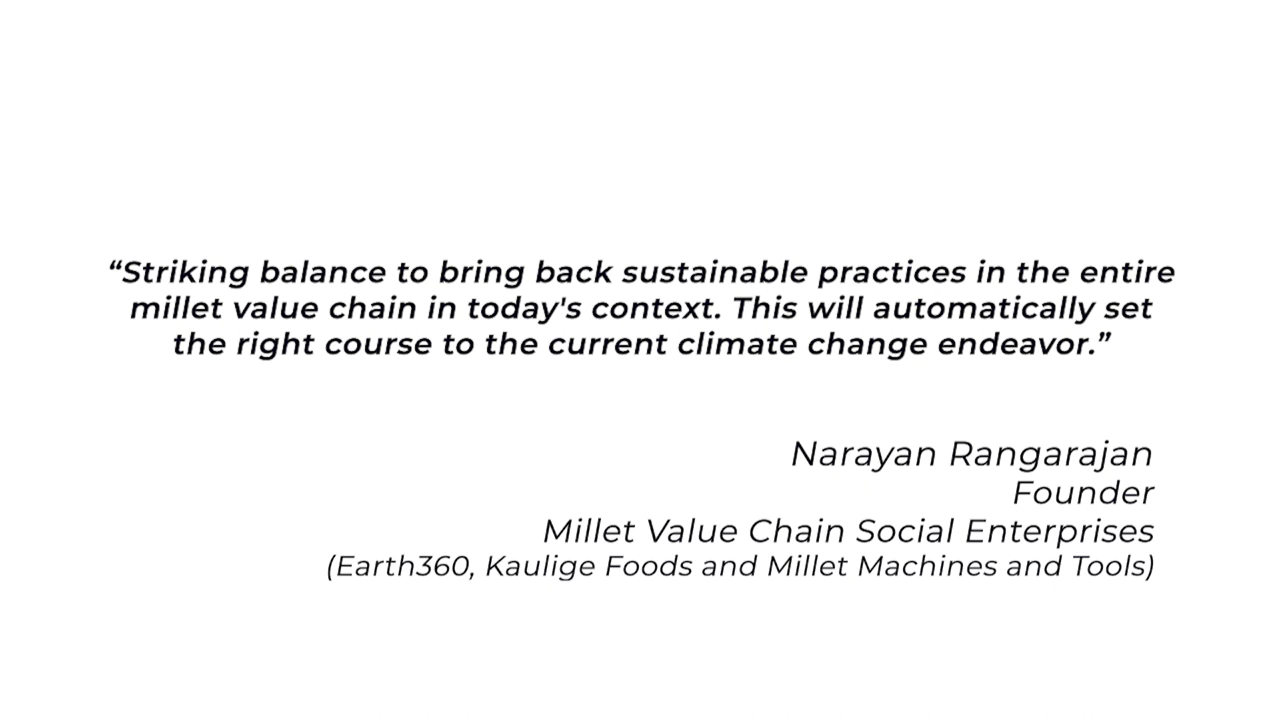 “Striking balance to bring back sustainable practices in the entire
millet value chain in today's context. This will automatically set
the right course to the current climate change endeavor.”
Narayan Rangarajan
Founder
Millet Value Chain Social Enterprises
(Earth360, Kaulige Foods and Millet Machines and Tools)